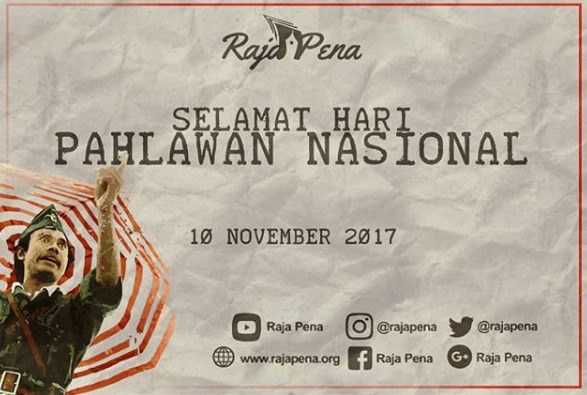 Raja Pena
SELAMAT HARI
PAHLAWAN NASIONAL
10 NOVEMBER 2017
Raja Pena @rajapena @rajapena
www.rajapena.org Raja Pena G+ Raja Pena